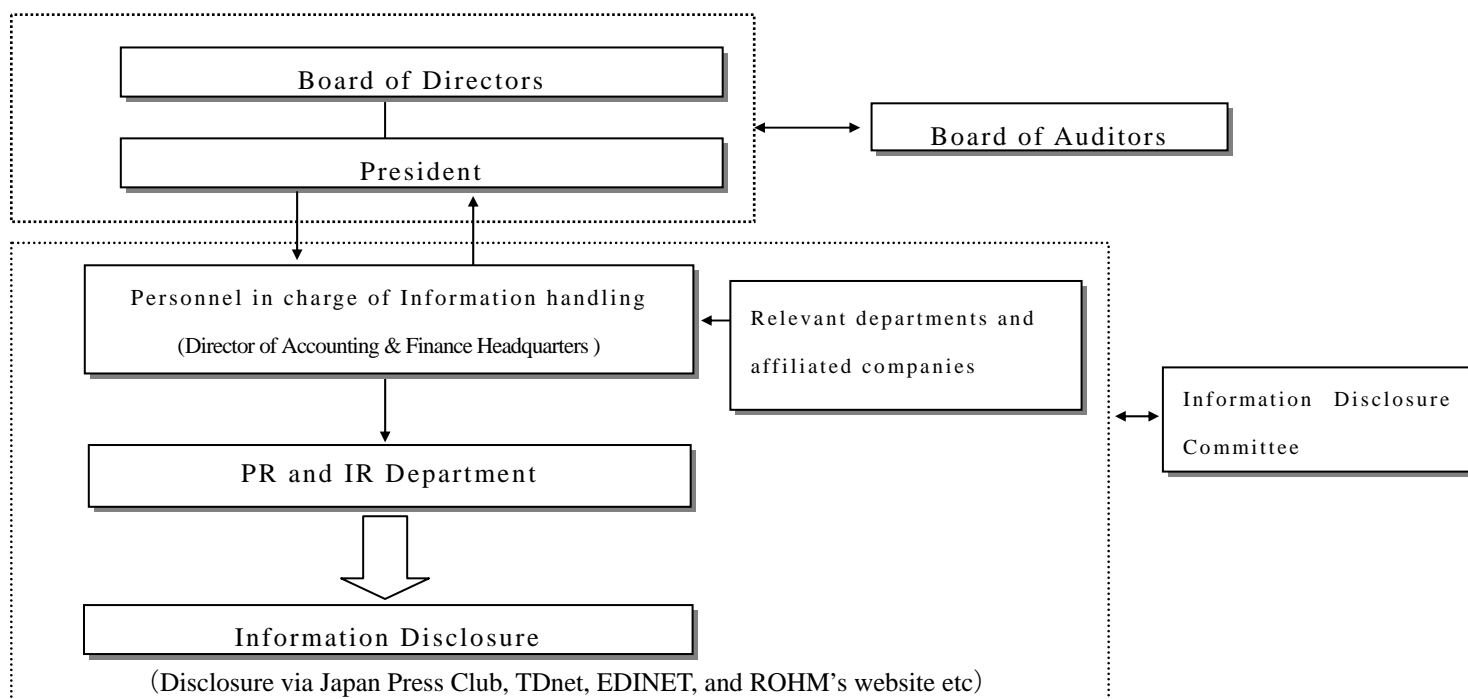 Board of Directors
Board of Auditors
President
Personnel in charge of Information handling
(Director of Accounting & Finance Headquarters )
Relevant departments and
affiliated companies
Information Disclosure
Committee
PR and IR Department
Information Disclosure
（Disclosure via Japan Press Club, TDnet, EDINET, and ROHM’s website etc）